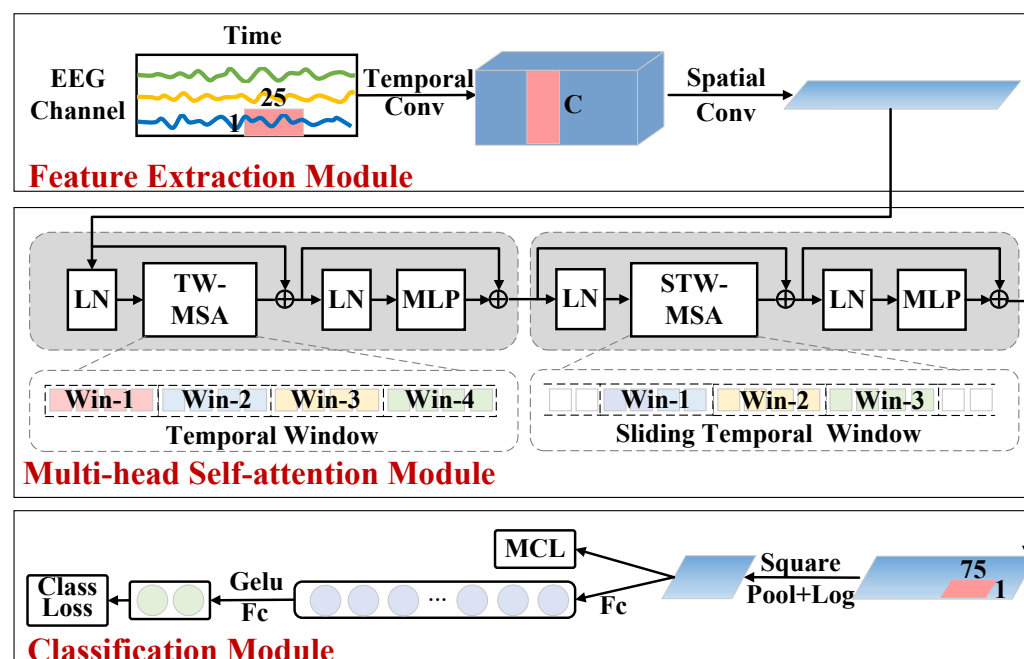 Time
EEG
Channel
25
1
Temporal
Conv
C
Spatial
Conv
Feature Extraction Module
LN
TW-
MSA
LN
MLP
LN
STW-
MSA
LN
MLP
Win-1
Win-2
Win-3
Win-4
Temporal Window
Win-1
Win-2
Win-3
Sliding Temporal Window
Multi-head Self-attention Module
MCL
Class
Loss
Gelu
Fc
...
Fc
Square
Pool+Log
75
1
Classification Module